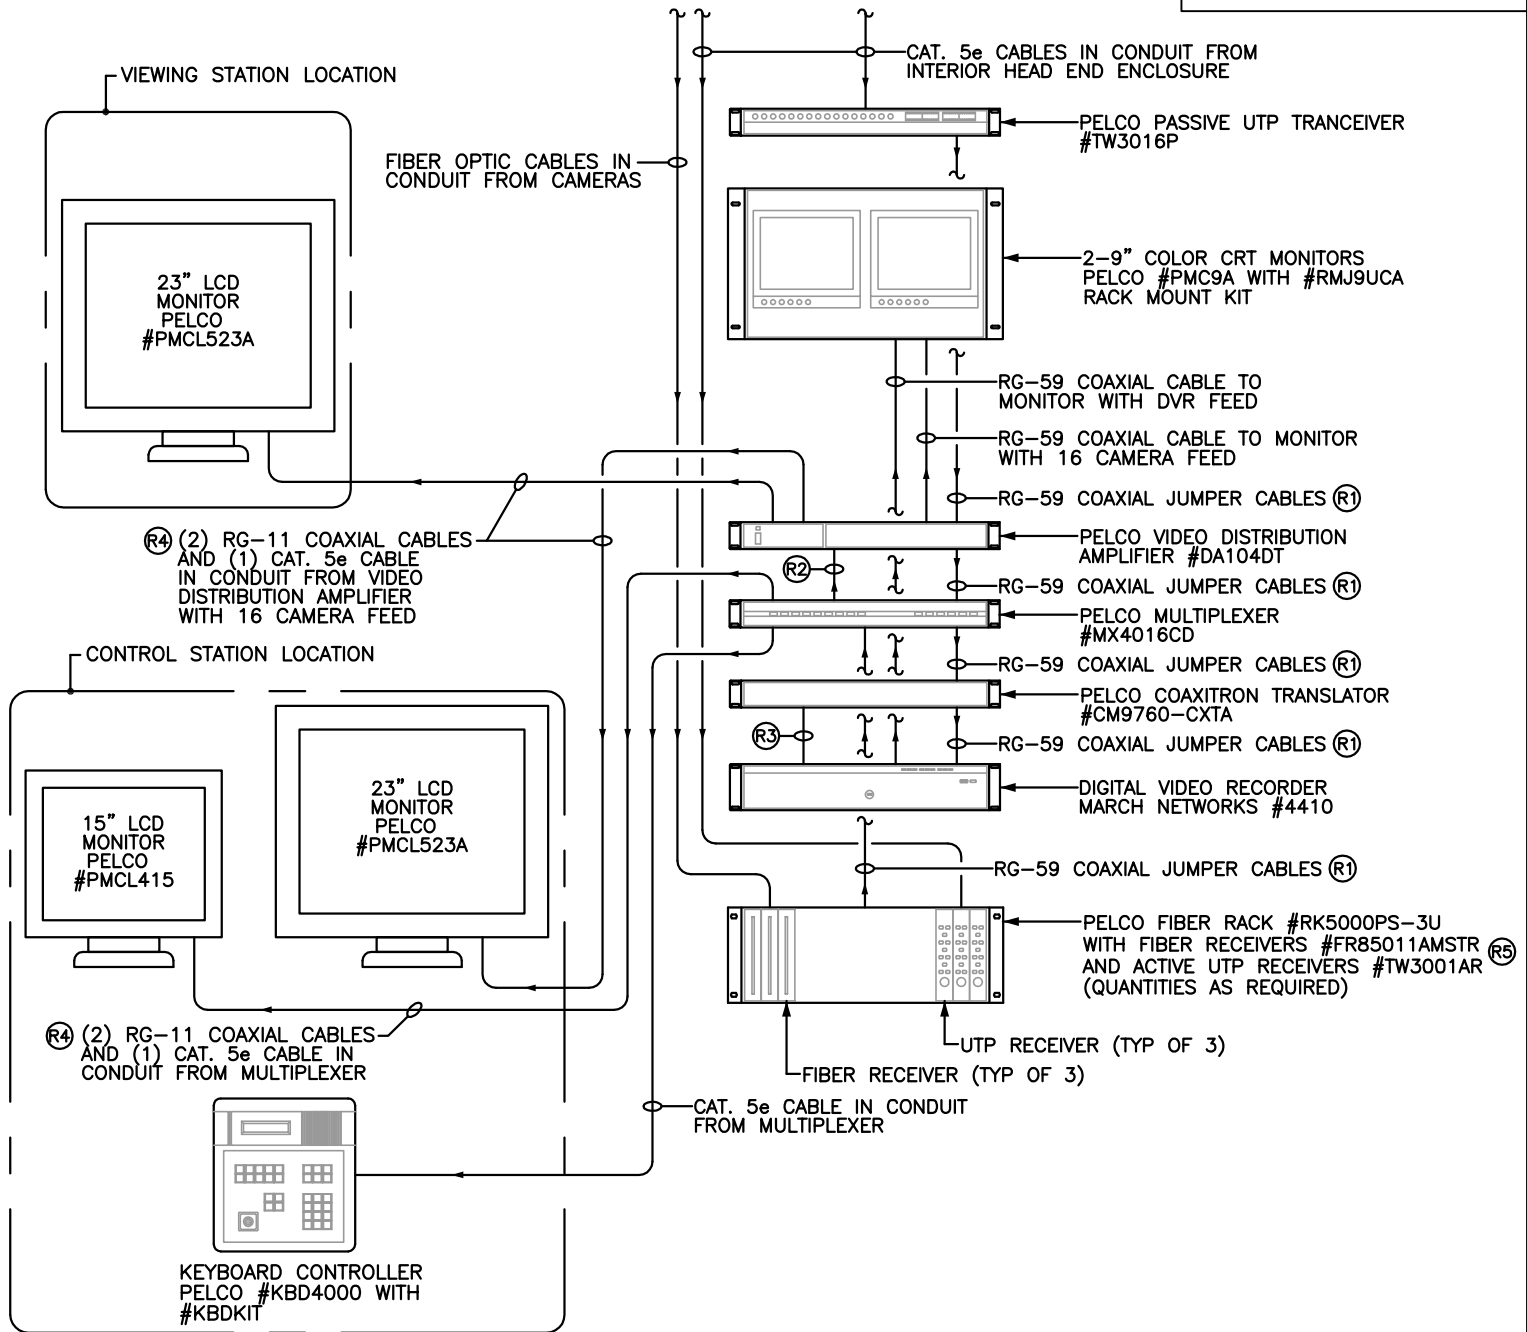 CAT. 5e CABLES IN CONDUIT FROM
INTERIOR HEAD END ENCLOSURE
VIEWING STATION LOCATION
PELCO PASSIVE UTP TRANCEIVER
#TW3016P
FIBER OPTIC CABLES IN
CONDUIT FROM CAMERAS
23" LCD
MONITOR
PELCO
#PMCL523A
2-9" COLOR CRT MONITORS
PELCO #PMC9A WITH #RMJ9UCA
RACK MOUNT KIT
RG-59 COAXIAL CABLE TO
MONITOR WITH DVR FEED
RG-59 COAXIAL CABLE TO MONITOR
WITH 16 CAMERA FEED
RG-59 COAXIAL JUMPER CABLES R1
R4 (2) RG-11 COAXIAL CABLES
AND (1) CAT. 5e CABLE
IN CONDUIT FROM VIDEO
DISTRIBUTION AMPLIFIER
WITH 16 CAMERA FEED
PELCO VIDEO DISTRIBUTION
AMPLIFIER #DA104DT
R2
RG-59 COAXIAL JUMPER CABLES R1
PELCO MULTIPLEXER
#MX4016CD
CONTROL STATION LOCATION
RG-59 COAXIAL JUMPER CABLES R1
PELCO COAXITRON TRANSLATOR
#CM9760-CXTA
R3
RG-59 COAXIAL JUMPER CABLES R1
DIGITAL VIDEO RECORDER
MARCH NETWORKS #4410
23" LCD
MONITOR
PELCO
#PMCL523A
15" LCD
MONITOR
PELCO
#PMCL415
RG-59 COAXIAL JUMPER CABLES R1
PELCO FIBER RACK #RK5000PS-3U
WITH FIBER RECEIVERS #FR85011AMSTR
AND ACTIVE UTP RECEIVERS #TW3001AR
(QUANTITIES AS REQUIRED)
R5
R4 (2) RG-11 COAXIAL CABLES
AND (1) CAT. 5e CABLE IN
CONDUIT FROM MULTIPLEXER
UTP RECEIVER (TYP OF 3)
FIBER RECEIVER (TYP OF 3)
CAT. 5e CABLE IN CONDUIT
FROM MULTIPLEXER
KEYBOARD CONTROLLER
PELCO #KBD4000 WITH
#KBDKIT